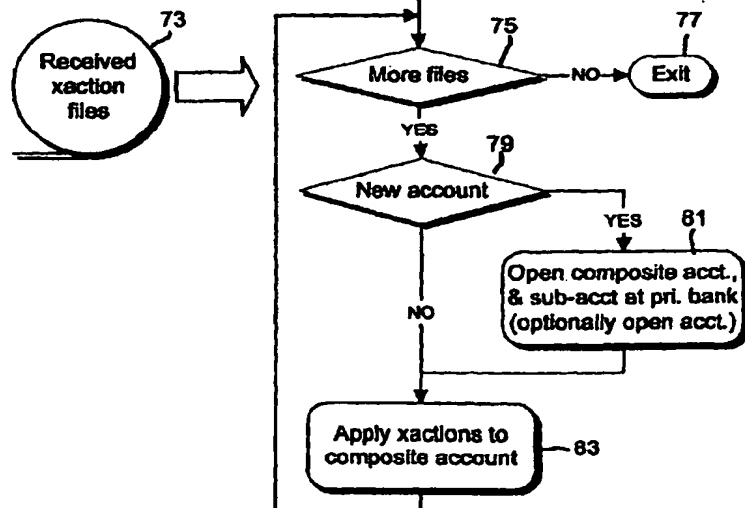 73
Received
xaction
files
75
More files
NO
77
Exit
YES
79
New account
YES
81
Open composite acct.,
& sub-acct at pri. bank
(optionally open acct.)
NO
Apply xactions to
composite account
83